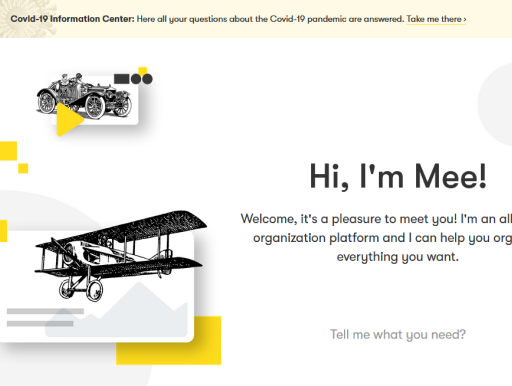 Covid-19 Information Center: Here all your questions about the Covid-19 pandemic are answered. Take me there ›
Hi, I'm Mee!
Welcome, it's a pleasure to meet you! I'm an all
organization platform and I can help you org
everything you want.
Tell me what you need?